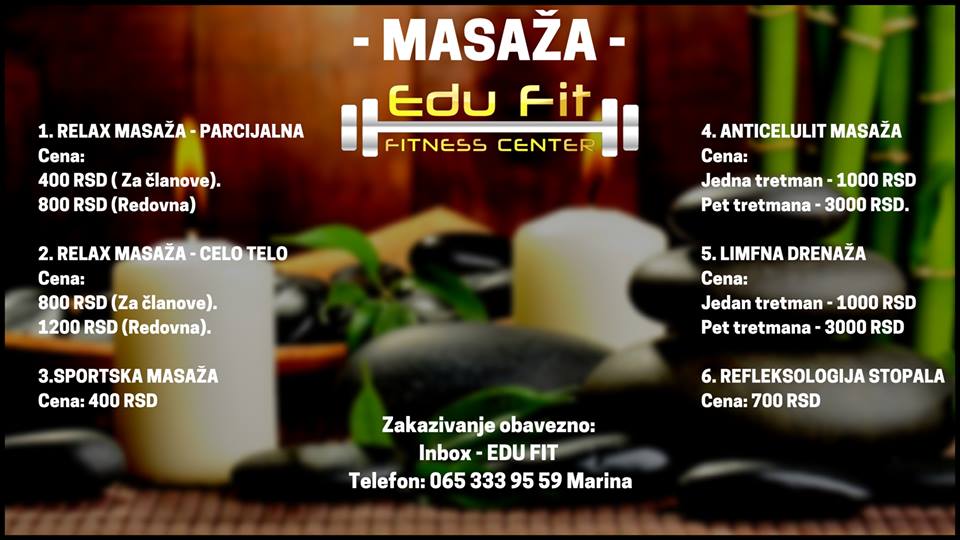 - MASAŽA -
Edu Fit
FITNESS CENTER
1. RELAX MASAŽA - PARCIJALNA
Cena:
400 RSD ( Za članove).
800 RSD (Redovna)
2. RELAX MASAŽA - CELO TELO
Cena:
800 RSD (Za članove).
1200 RSD (Redovna).
3.SPORTSKA MASAŽA
Cena: 400 RSD
4. ANTICELULIT MASAŽA
Cena:
Jedna tretman - 1000 RSD
Pet tretmana - 3000 RSD.
5. LIMFNA DRENAŽA
Cena:
Jedan tretman - 1000 RSD
Pet tretmana - 3000 RSD
6. REFLEKSOLOGIJA STOPALA
Cena: 700 RSD
Zakazivanje obavezno:
Inbox - EDU FIT
Telefon: 065 333 95 59 Marina